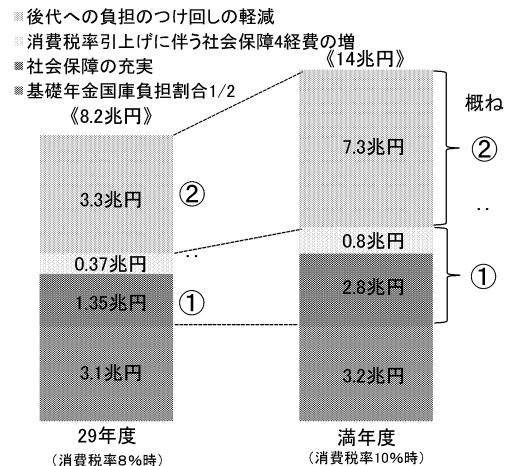 後代への負担のつけ回しの軽減
消費税率引上げに伴う社会保障4経費の増
社会保障の充実
基礎年金国庫負担割合1/2
《8.2兆円》
《14兆円》
概ね
3.3兆円
②
7.3兆円
②
0.37兆円
0.8兆円
1.35兆円
①
2.8兆円
①
3.1兆円
3.2兆円
29年度
(消費税率8%時)
満年度
(消費税率10%時)